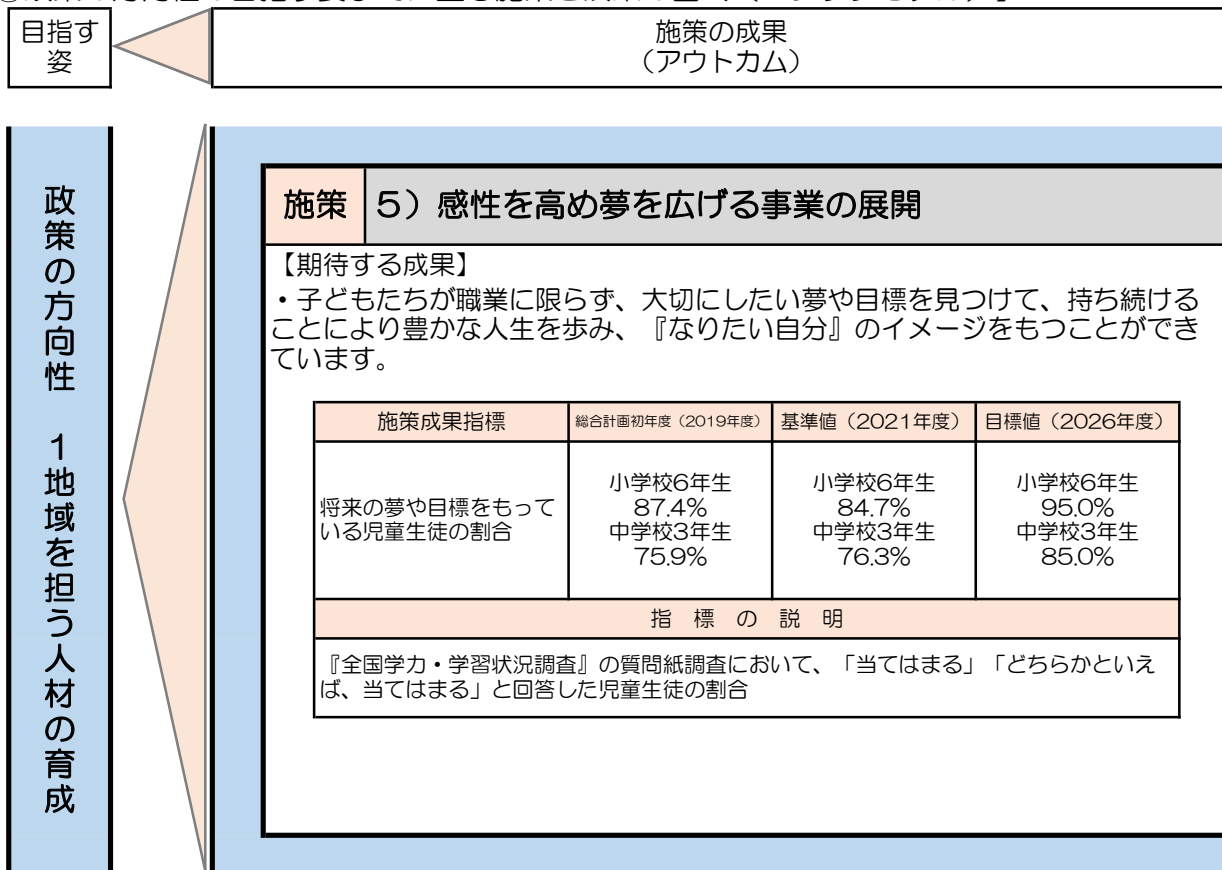 目指す
姿
施策の成果
（アウトカム）
政策の方向性　1地域を担う人材の育成
施策
5）感性を高め夢を広げる事業の展開
【期待する成果】
・子どもたちが職業に限らず、大切にしたい夢や目標を見つけて、持ち続ける
ことにより豊かな人生を歩み、『なりたい自分』のイメージをもつことができ
ています。
施策成果指標
総合計画初年度（2019年度）
基準値（2021年度）
目標値（2026年度）
将来の夢や目標をもって
いる児童生徒の割合
小学校6年生
87.4%
中学校3年生
75.9%
小学校6年生
84.7%
中学校3年生
76.3%
小学校6年生
95.0%
中学校3年生
85.0%
指　標　の　説　明
『全国学力・学習状況調査』の質問紙調査において、「当てはまる」「どちらかといえ
ば、当てはまる」と回答した児童生徒の割合